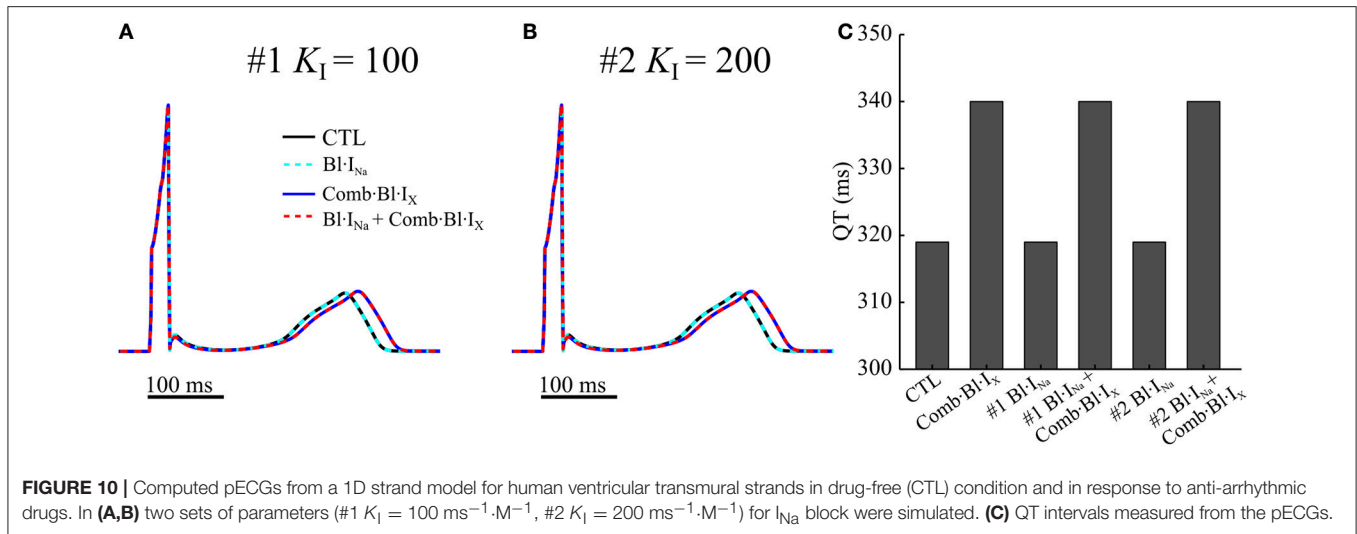 A
#1 K_I = 100
CTL
Bl·I_Na
Comb·Bl·I_X
Bl·I_Na + Comb·Bl·I_X
100 ms
B
#2 K_I = 200
100 ms
C
QT (ms)
350
340
330
320
310
300
CTL
Comb·Bl·I_X
#1 Bl·I_Na
#1 Bl·I_Na +
Comb·Bl·I_X
#2 Bl·I_Na
#2 Bl·I_Na +
Comb·Bl·I_X
FIGURE 10 | Computed pECGs from a 1D strand model for human ventricular transmural strands in drug-free (CTL) condition and in response to anti-arrhythmic
drugs. In (A,B) two sets of parameters (#1 K_I = 100 ms⁻¹·M⁻¹, #2 K_I = 200 ms⁻¹·M⁻¹) for I_Na block were simulated. (C) QT intervals measured from the pECGs.